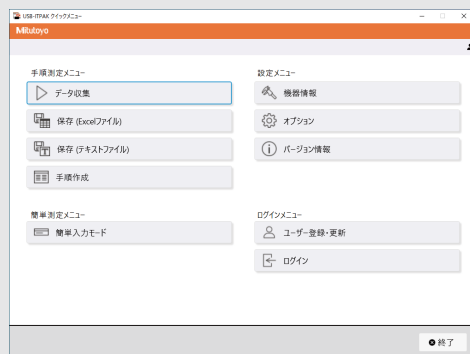 USB-ITPAK クイックメニュー
Mitutoyo
手順測定メニュー
データ収集
保存 (Excelファイル)
保存 (テキストファイル)
手順作成
簡単測定メニュー
簡単入力モード
設定メニュー
機器情報
オプション
バージョン情報
ログインメニュー
ユーザー登録・更新
ログイン
終了